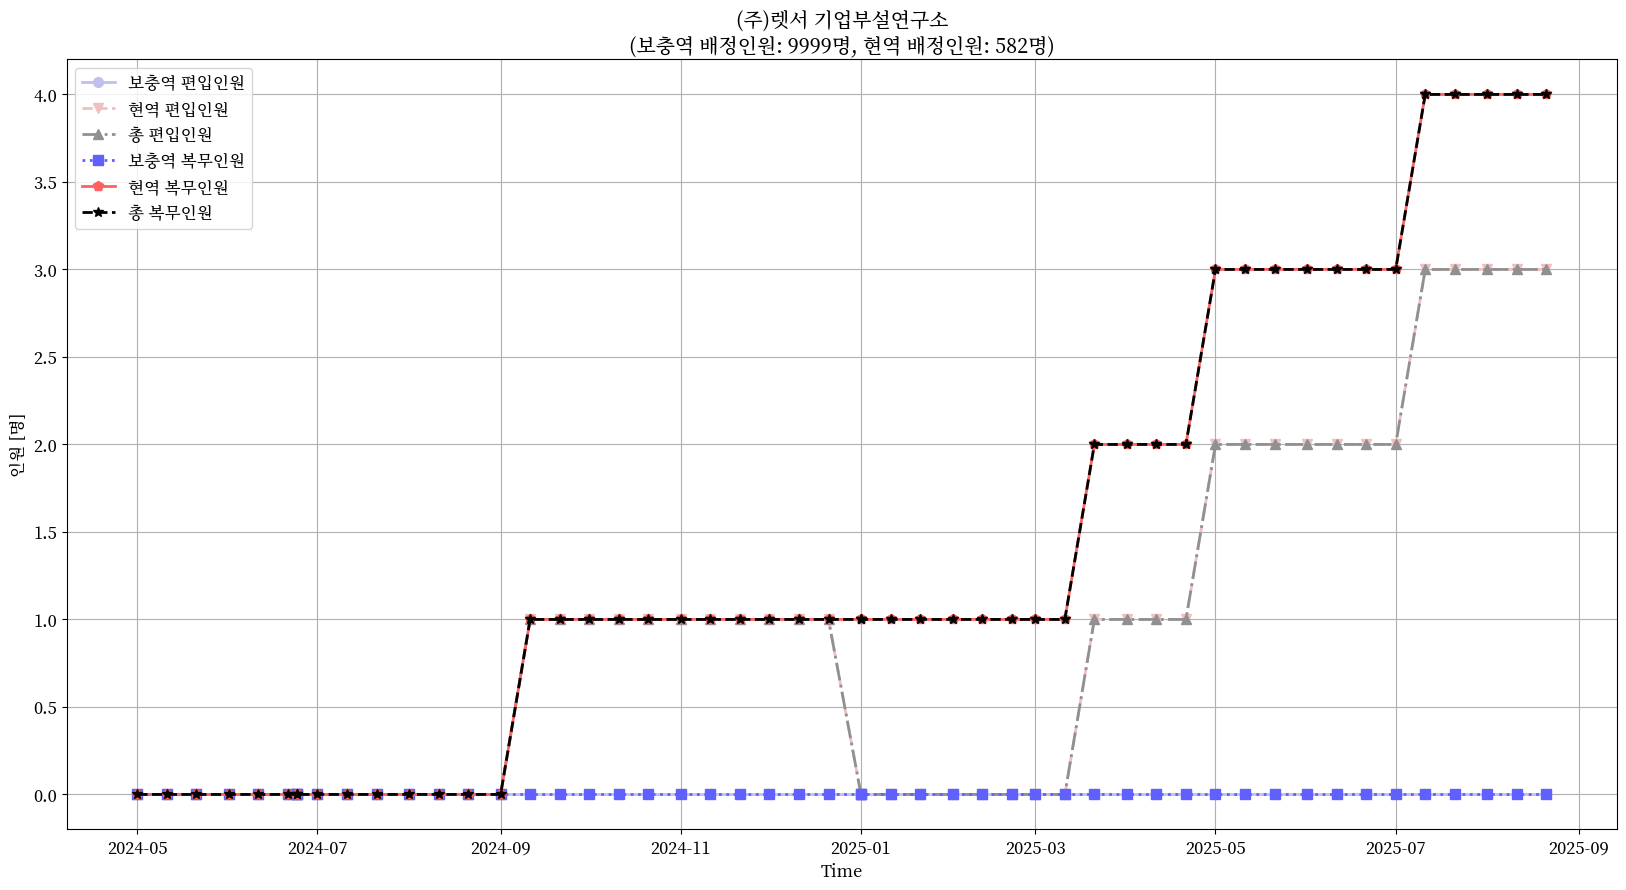 (주)렛서 기업부설연구소
(보충역 배정인원: 9999명, 현역 배정인원: 582명)
보충역 편입인원
현역 편입인원
총 편입인원
보충역 복무인원
현역 복무인원
총 복무인원
4.0
3.5
3.0
2.5
2.0
1.5
1.0
0.5
0.0
인원 [명]
2024-05
2024-07
2024-09
2024-11
2025-01
2025-03
2025-05
2025-07
2025-09
Time